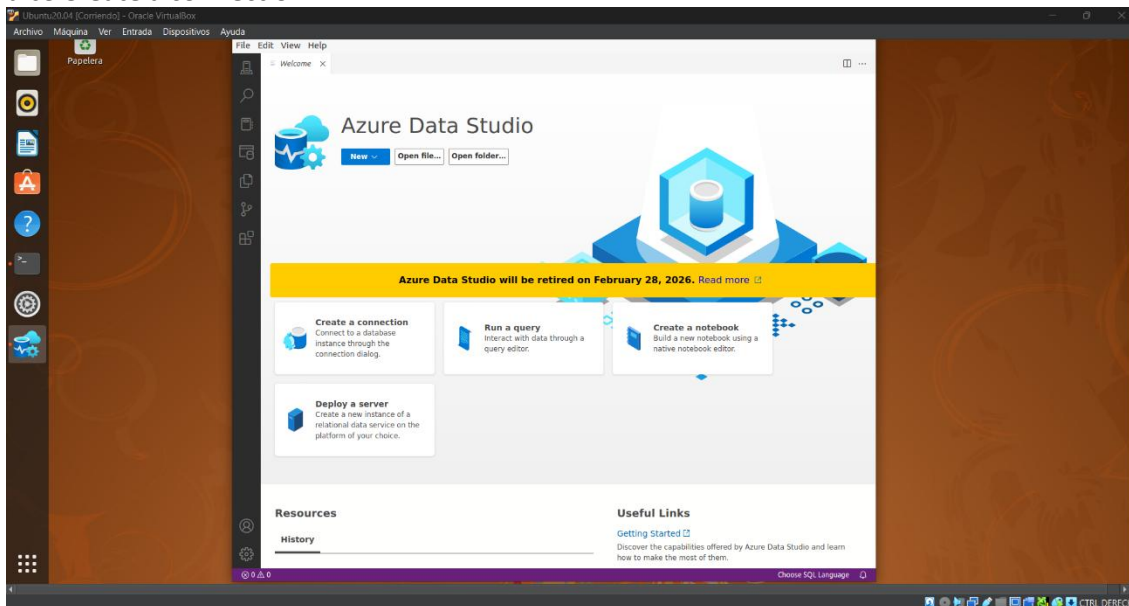 Ubuntu20.04 [Corriendo] - Oracle VirtualBox
Archivo Máquina Ver Entrada Dispositivos Ayuda
Papelera
File Edit View Help
Welcome
Azure Data Studio
New Open file... Open folder...
Azure Data Studio will be retired on February 28, 2026. Read more
Create a connection
Connect to a database
instance through the
connection dialog.
Run a query
Interact with data through a
query editor.
Create a notebook
Build a new notebook using a
native notebook editor.
Deploy a server
Create a new instance of a
relational data service on the
platform of your choice.
Resources
History
Useful Links
Getting Started
Discover the capabilities offered by Azure Data Studio and learn
how to make the most of them.
0 0
Choose SQL Language
CTRL DEREC